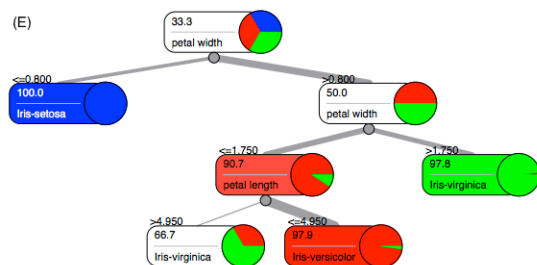 (E)
33.3
petal width
<=0.800
>0.800
100.0
Iris-setosa
50.0
petal width
<=1.750
>1.750
90.7
petal length
97.8
Iris-virginica
>4.950
<=4.950
66.7
Iris-virginica
97.9
Iris-versicolor